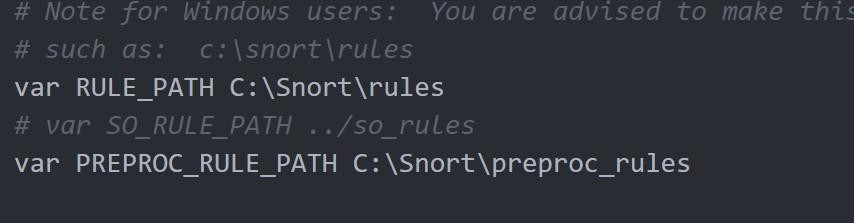 # Note for Windows users:  You are advised to make this
# such as:  c:\snort\rules
var RULE_PATH C:\Snort\rules
# var SO_RULE_PATH ../so_rules
var PREPROC_RULE_PATH C:\Snort\preproc_rules